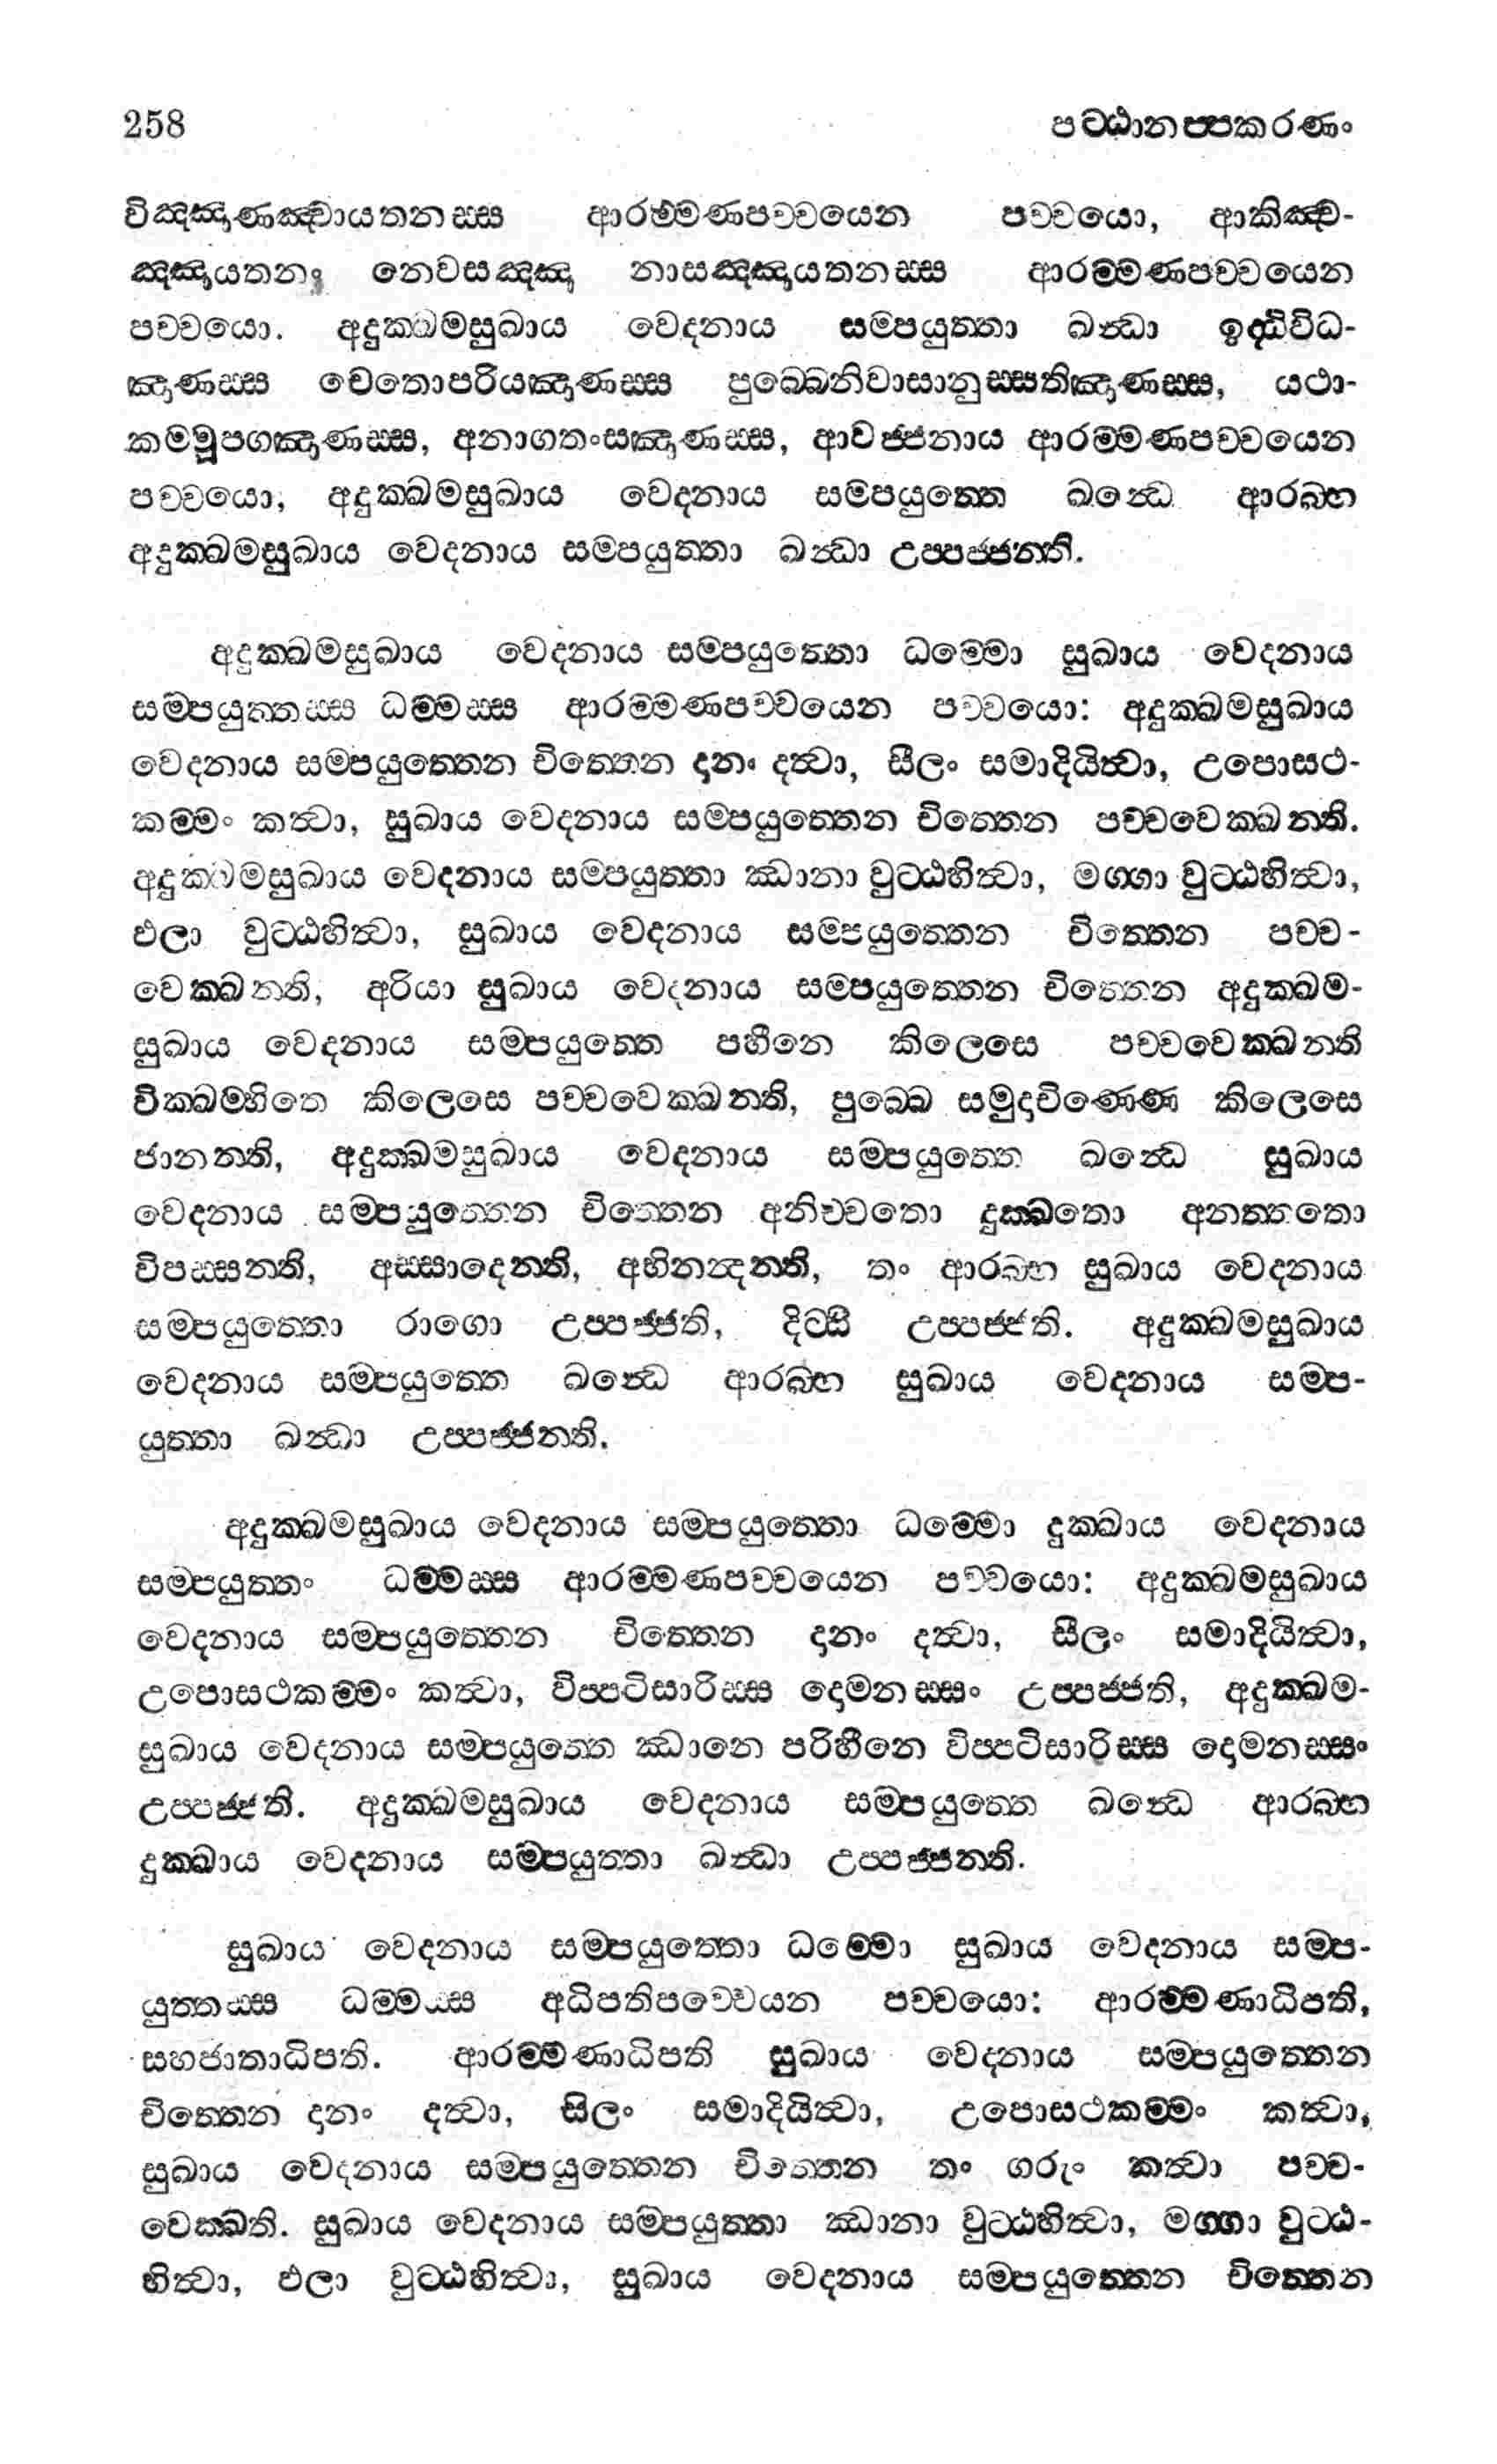 258 පට්ඨානප්පකරණං
විඤ්ඤාණඤ්චායතනස්ස ආරම්මණපච්චයෙන පච්චයො, ආකිඤ්ච-
ඤ්ඤායතනං නෙවසඤ්ඤා නාසඤ්ඤායතනස්ස ආරම්මණපච්චයෙන
පච්චයො. අදුක්ඛමසුඛාය වෙදනාය සම්පයුත්තා ඛන්ධා ඉද්ධිවිධ-
ඤාණස්ස චෙතොපරියඤාණස්ස පුබ්බෙනිවාසානුස්සතිඤාණස්ස, යථා-
කම්මූපගඤාණස්ස, අනාගතංසඤාණස්ස, ආවජ්ජනාය ආරම්මණපච්චයෙන
පච්චයො, අදුක්ඛමසුඛාය වෙදනාය සම්පයුත්තෙ ඛන්ධෙ ආරබ්භ
අදුක්ඛමසුඛාය වෙදනාය සම්පයුත්තා ඛන්ධා උප්පජ්ජන්ති.
අදුක්ඛමසුඛාය වෙදනාය සම්පයුත්තො ධම්මො සුඛාය වෙදනාය
සම්පයුත්තස්ස ධම්මස්ස ආරම්මණපච්චයෙන පච්චයො: අදුක්ඛමසුඛාය
වෙදනාය සම්පයුත්තෙන චිත්තෙන දානං දත්වා, සීලං සමාදියිත්වා, උපොසථ-
කම්මං කත්වා, සුඛාය වෙදනාය සම්පයුත්තෙන චිත්තෙන පච්චවෙක්ඛන්ති.
අදුක්ඛමසුඛාය වෙදනාය සම්පයුත්තා ඣානා වුට්ඨහිත්වා, මග්ගා වුට්ඨහිත්වා,
ඵලා වුට්ඨහිත්වා, සුඛාය වෙදනාය සම්පයුත්තෙන චිත්තෙන පච්ච-
වෙක්ඛන්ති, අරියා සුඛාය වෙදනාය සම්පයුත්තෙන චිත්තෙන අදුක්ඛම-
සුඛාය වෙදනාය සම්පයුත්තෙ පහීනෙ කිලෙසෙ පච්චවෙක්ඛන්ති
වික්ඛම්භිතෙ කිලෙසෙ පච්චවෙක්ඛන්ති, පුබ්බෙ සමුදාචිණ්ණෙ කිලෙසෙ
ජානන්ති, අදුක්ඛමසුඛාය වෙදනාය සම්පයුත්තෙ ඛන්ධෙ සුඛාය
වෙදනාය සම්පයුත්තෙන චිත්තෙන අනිච්චතො දුක්ඛතො අනත්තතො
විපස්සන්ති, අස්සාදෙන්ති, අභිනන්දන්ති, තං ආරබ්භ සුඛාය වෙදනාය
සම්පයුත්තො රාගො උප්පජ්ජති, දිට්ඨි උප්පජ්ජති. අදුක්ඛමසුඛාය
වෙදනාය සම්පයුත්තෙ ඛන්ධෙ ආරබ්භ සුඛාය වෙදනාය සම්ප-
යුත්තා ඛන්ධා උප්පජ්ජන්ති.
අදුක්ඛමසුඛාය වෙදනාය සම්පයුත්තො ධම්මො දුක්ඛාය වෙදනාය
සම්පයුත්තං ධම්මස්ස ආරම්මණපච්චයෙන පච්චයො: අදුක්ඛමසුඛාය
වෙදනාය සම්පයුත්තෙන චිත්තෙන දානං දත්වා, සීලං සමාදියිත්වා,
උපොසථකම්මං කත්වා, විප්පටිසාරිස්ස දොමනස්සං උප්පජ්ජති, අදුක්ඛම-
සුඛාය වෙදනාය සම්පයුත්තෙ ඣානෙ පරිහීනෙ විප්පටිසාරිස්ස දොමනස්සං
උප්පජ්ජති. අදුක්ඛමසුඛාය වෙදනාය සම්පයුත්තෙ ඛන්ධෙ ආරබ්භ
දුක්ඛාය වෙදනාය සම්පයුත්තා ඛන්ධා උප්පජ්ජන්ති.
සුඛාය වෙදනාය සම්පයුත්තො ධම්මො සුඛාය වෙදනාය සම්ප-
යුත්තස්ස ධම්මස්ස අධිපතිපච්චෙයන පච්චයො: ආරම්මණාධිපති,
සහජාතාධිපති. ආරම්මණාධිපති සුඛාය වෙදනාය සම්පයුත්තෙන
චිත්තෙන දානං දත්වා, සිලං සමාදියිත්වා, උපොසථකම්මං කත්වා,
සුඛාය වෙදනාය සම්පයුත්තෙන චිත්තෙන තං ගරුං කත්වා පච්ච-
වෙක්ඛති. සුඛාය වෙදනාය සම්පයුත්තා ඣානා වුට්ඨහිත්වා, මග්ගා වුට්ඨ-
හිත්වා, ඵලා වුට්ඨහිත්වා, සුඛාය වෙදනාය සම්පයුත්තෙන චිත්තෙන